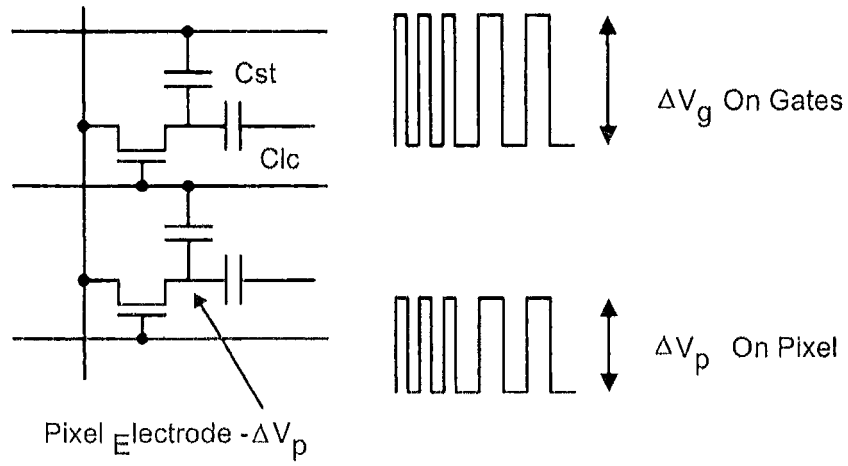 Cst
Clc
ΔVg On Gates
ΔVp On Pixel
Pixel Electrode -ΔVp